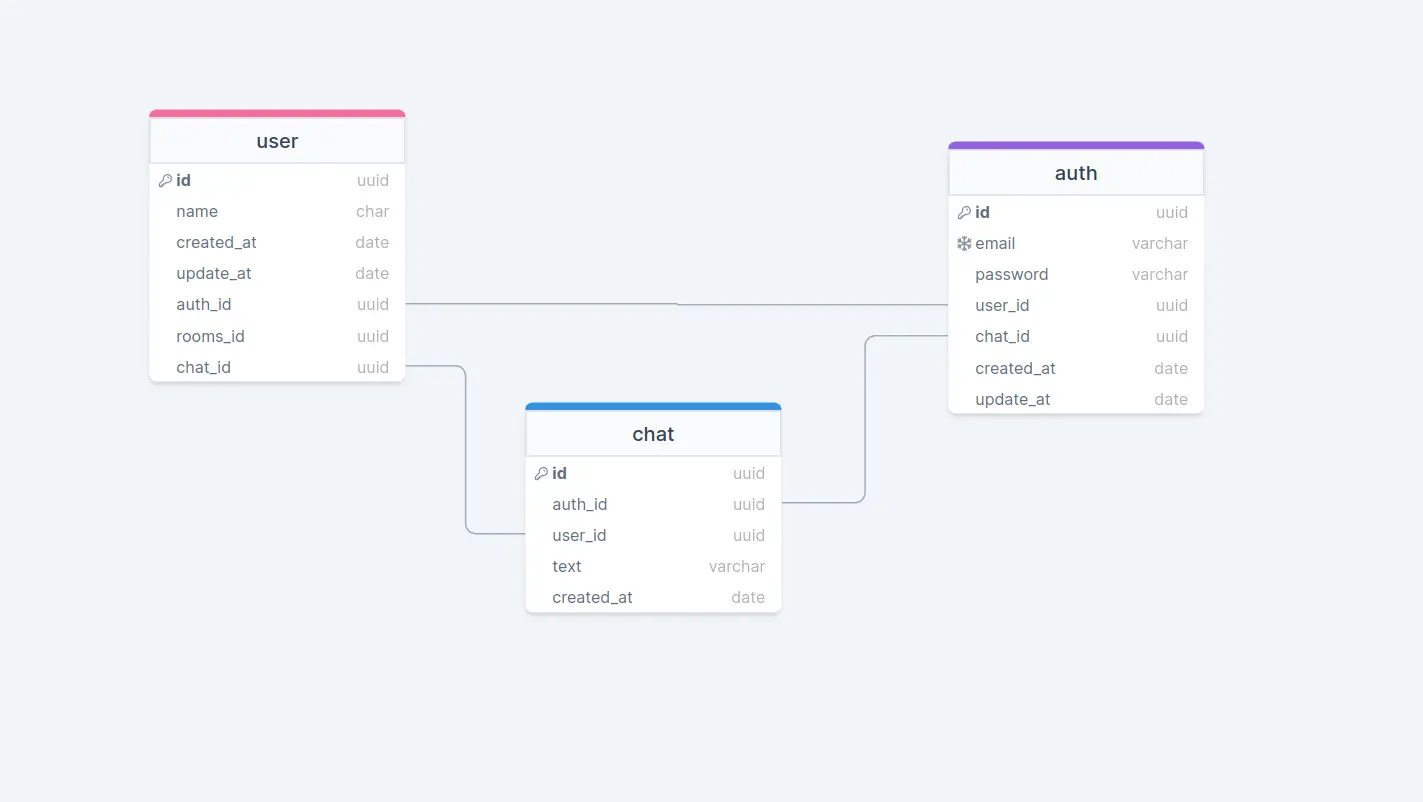 user
id uuid
name char
created_at date
update_at date
auth_id uuid
rooms_id uuid
chat_id uuid
auth
id uuid
email varchar
password varchar
user_id uuid
chat_id uuid
created_at date
update_at date
chat
id uuid
auth_id uuid
user_id uuid
text varchar
created_at date